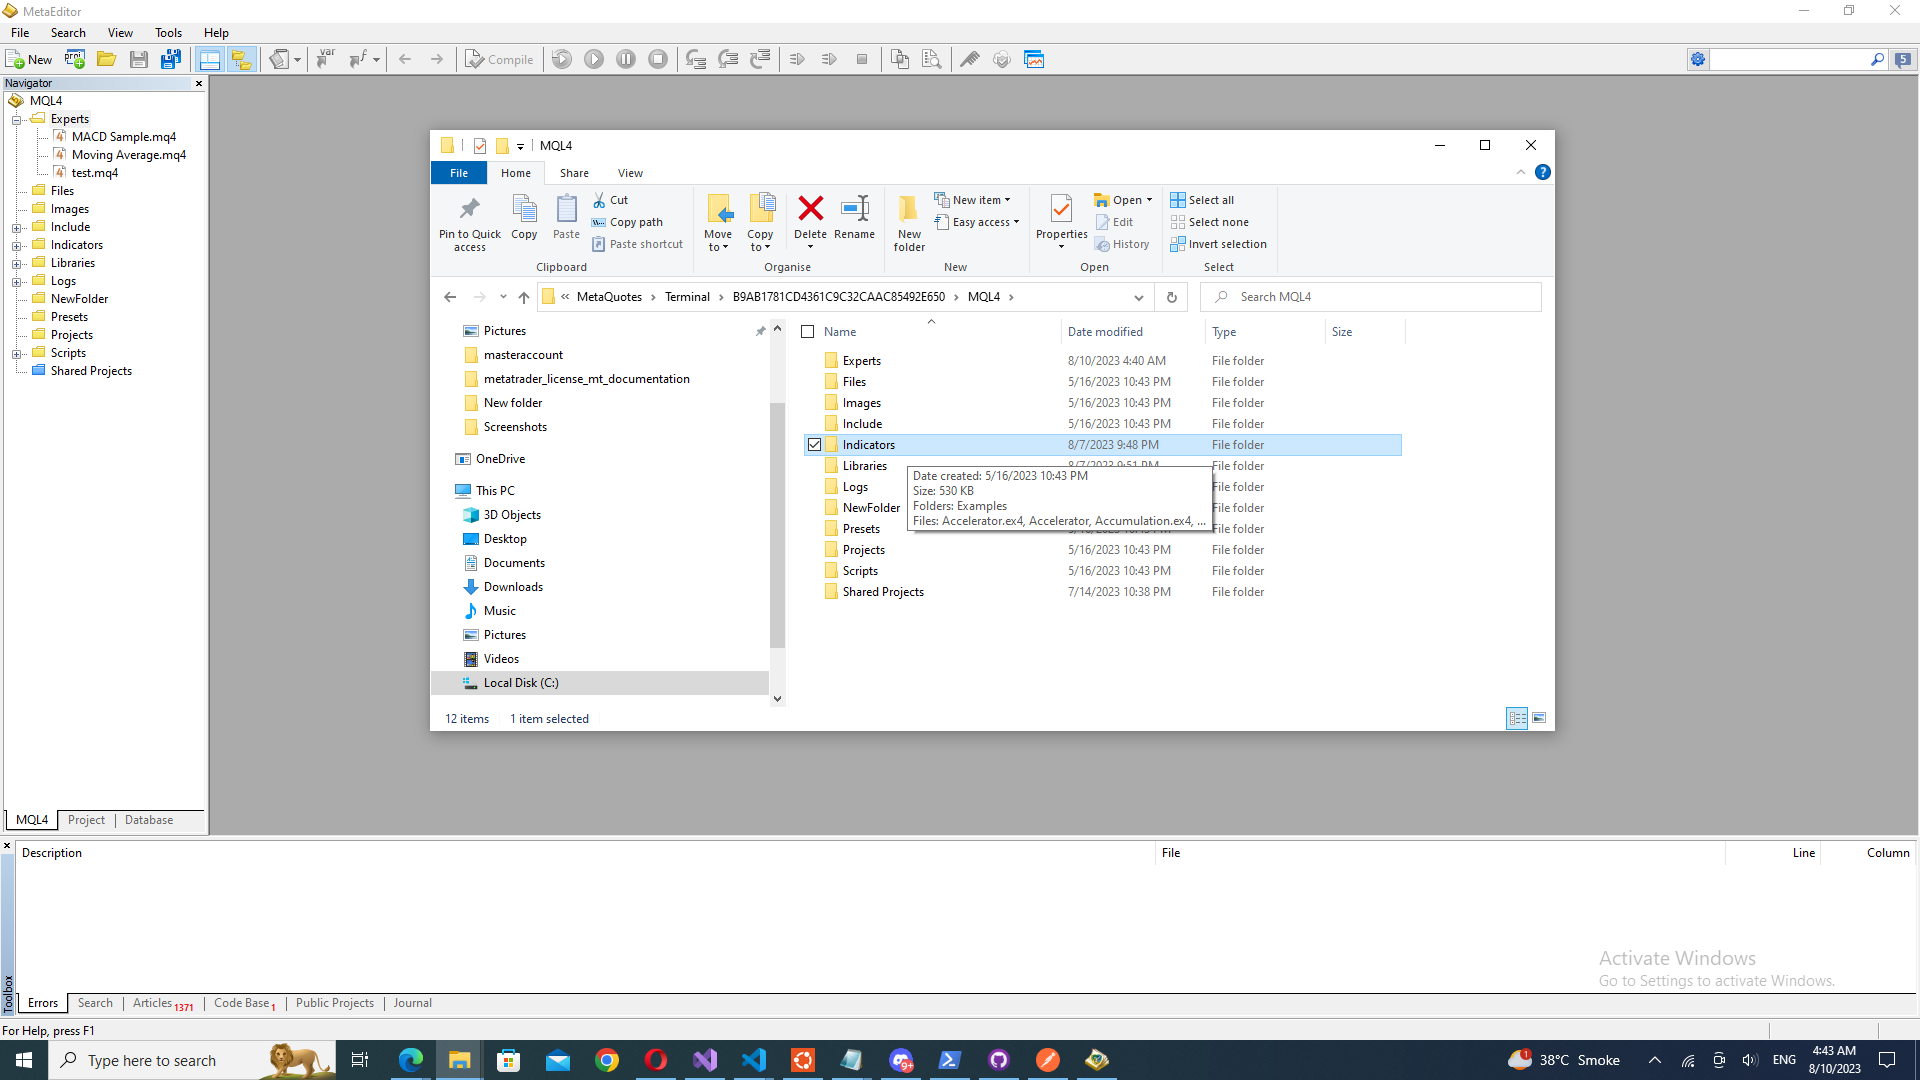 MetaEditor
File Search View Tools Help
New Compile 5
Navigator
MQL4
Experts
MACD Sample.mq4
Moving Average.mq4
test.mq4
Files
Images
Include
Indicators
Libraries
Logs
NewFolder
Presets
Projects
Scripts
Shared Projects
MQL4 Project Database
MQL4
File Home Share View
Pin to Quick access
Copy
Paste
Cut
Copy path
Paste shortcut
Clipboard
Move to
Copy to
Delete
Rename
Organise
New folder
New item
Easy access
New
Properties
Open
Edit
History
Open
Select all
Select none
Invert selection
Select
« MetaQuotes › Terminal › B9AB1781CD4361C9C32CAAC85492E650 › MQL4 ›
Search MQL4
Pictures
masteraccount
metatrader_license_mt_documentation
New folder
Screenshots
OneDrive
This PC
3D Objects
Desktop
Documents
Downloads
Music
Pictures
Videos
Local Disk (C:)
Name Date modified Type Size
Experts 8/10/2023 4:40 AM File folder
Files 5/16/2023 10:43 PM File folder
Images 5/16/2023 10:43 PM File folder
Include 5/16/2023 10:43 PM File folder
Indicators 8/7/2023 9:48 PM File folder
Libraries 8/7/2023 9:51 PM File folder
Logs File folder
NewFolder File folder
Presets File folder
Projects 5/16/2023 10:43 PM File folder
Scripts 5/16/2023 10:43 PM File folder
Shared Projects 7/14/2023 10:38 PM File folder
Date created: 5/16/2023 10:43 PM
Size: 530 KB
Folders: Examples
Files: Accelerator.ex4, Accelerator, Accumulation.ex4, ...
12 items 1 item selected
Description File Line Column
Toolbox
Activate Windows
Go to Settings to activate Windows.
Errors Search Articles 1371 Code Base 1 Public Projects Journal
For Help, press F1
Type here to search
9+
1 38°C Smoke
ENG
4:43 AM
8/10/2023